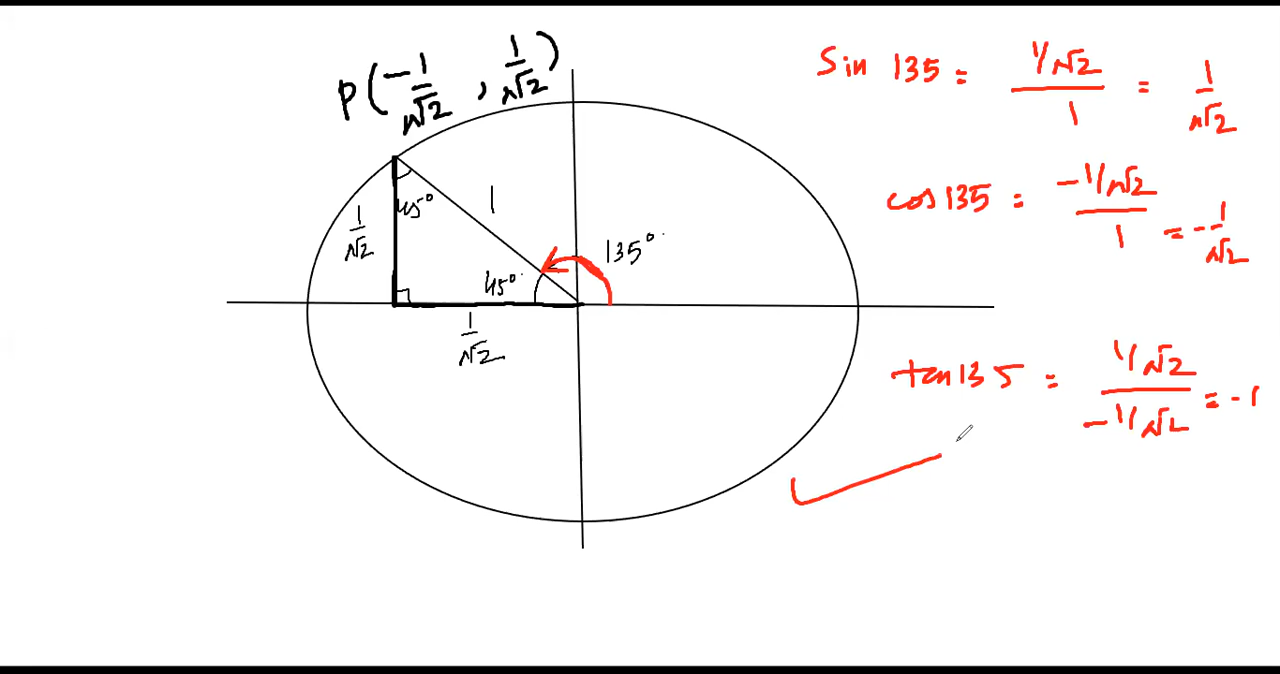 P(-1/√2, 1/√2)
sin 135 = (1/√2)/1 = 1/√2
45°
1
1/√2
cos 135 = (-1/√2)/1 = -1/√2
135°
45°
1/√2
tan 135 = (1/√2)/(-1/√2) = -1